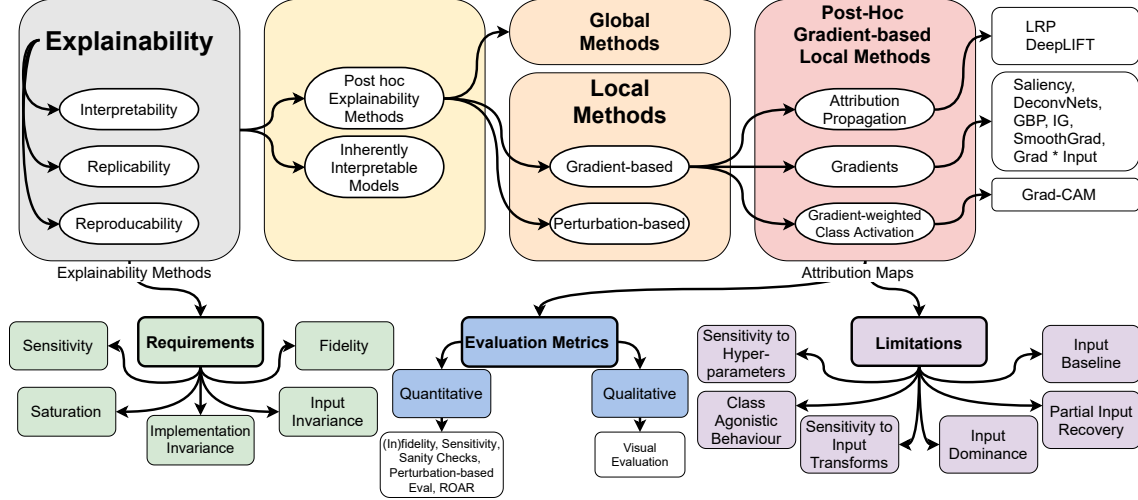 Explainability
Interpretability
Replicability
Reproducability
Explainability Methods
Post hoc
Explainability
Methods
Inherently
Interpretable
Models
Global
Methods
Local
Methods
Gradient-based
Perturbation-based
Post-Hoc
Gradient-based
Local Methods
Attribution
Propagation
Gradients
Gradient-weighted
Class Activation
Attribution Maps
LRP
DeepLIFT
Saliency,
DeconvNets,
GBP, IG,
SmoothGrad,
Grad * Input
Grad-CAM
Requirements
Sensitivity
Fidelity
Saturation
Implementation
Invariance
Input
Invariance
Evaluation Metrics
Quantitative
Qualitative
(In)fidelity, Sensitivity,
Sanity Checks,
Perturbation-based
Eval, ROAR
Visual
Evaluation
Limitations
Sensitivity to
Hyper-
parameters
Input
Baseline
Class
Agonistic
Behaviour
Sensitivity to
Input
Transforms
Input
Dominance
Partial Input
Recovery